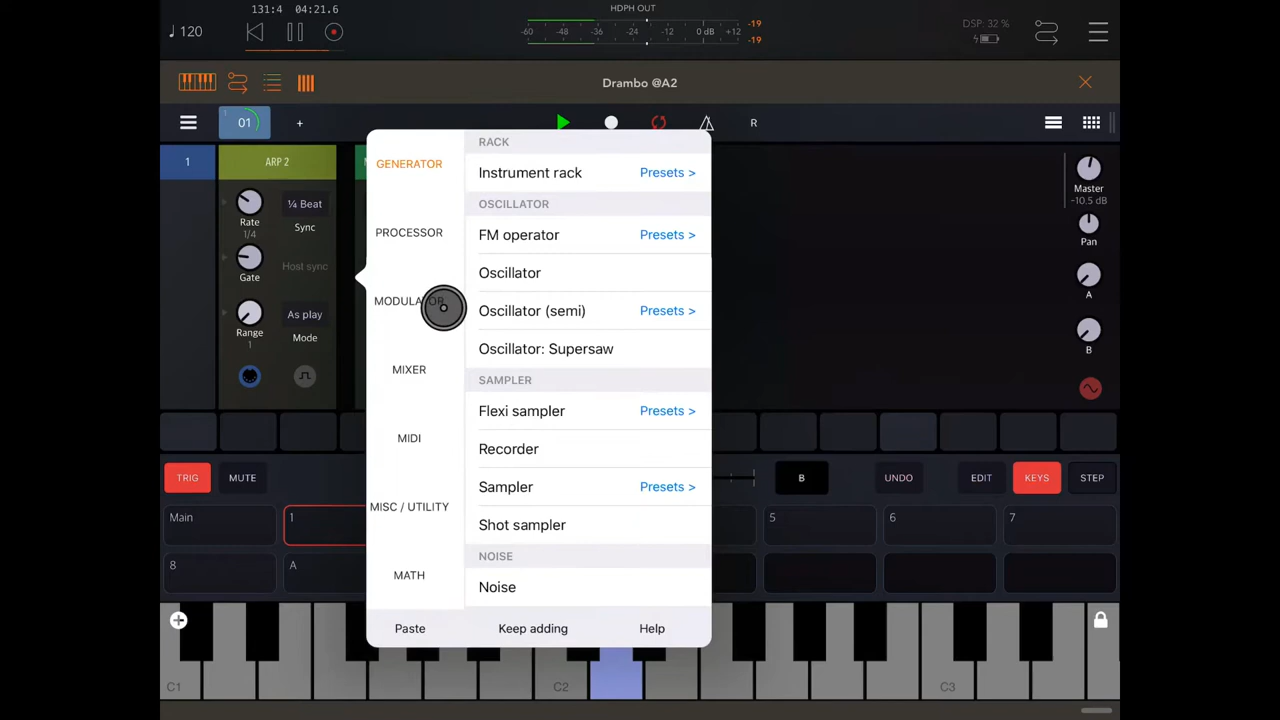 131:4 04:21.6
HDPH OUT
120
-60 -48 -36 -24 -12 0 dB +12
-19
-19
DSP: 32 %
Drambo @A2
1
01
+
R
1
ARP 2
M
Rate
1/4
¼ Beat
Sync
Gate
Host sync
Range
1
As play
Mode
GENERATOR
PROCESSOR
MODULATOR
MIXER
MIDI
MISC / UTILITY
MATH
RACK
Instrument rack Presets >
OSCILLATOR
FM operator Presets >
Oscillator
Oscillator (semi) Presets >
Oscillator: Supersaw
SAMPLER
Flexi sampler Presets >
Recorder
Sampler Presets >
Shot sampler
NOISE
Noise
Paste Keep adding Help
Master
-10.5 dB
Pan
A
B
TRIG MUTE
B UNDO EDIT KEYS STEP
Main 1 5 6 7
8 A
C1 C2 C3